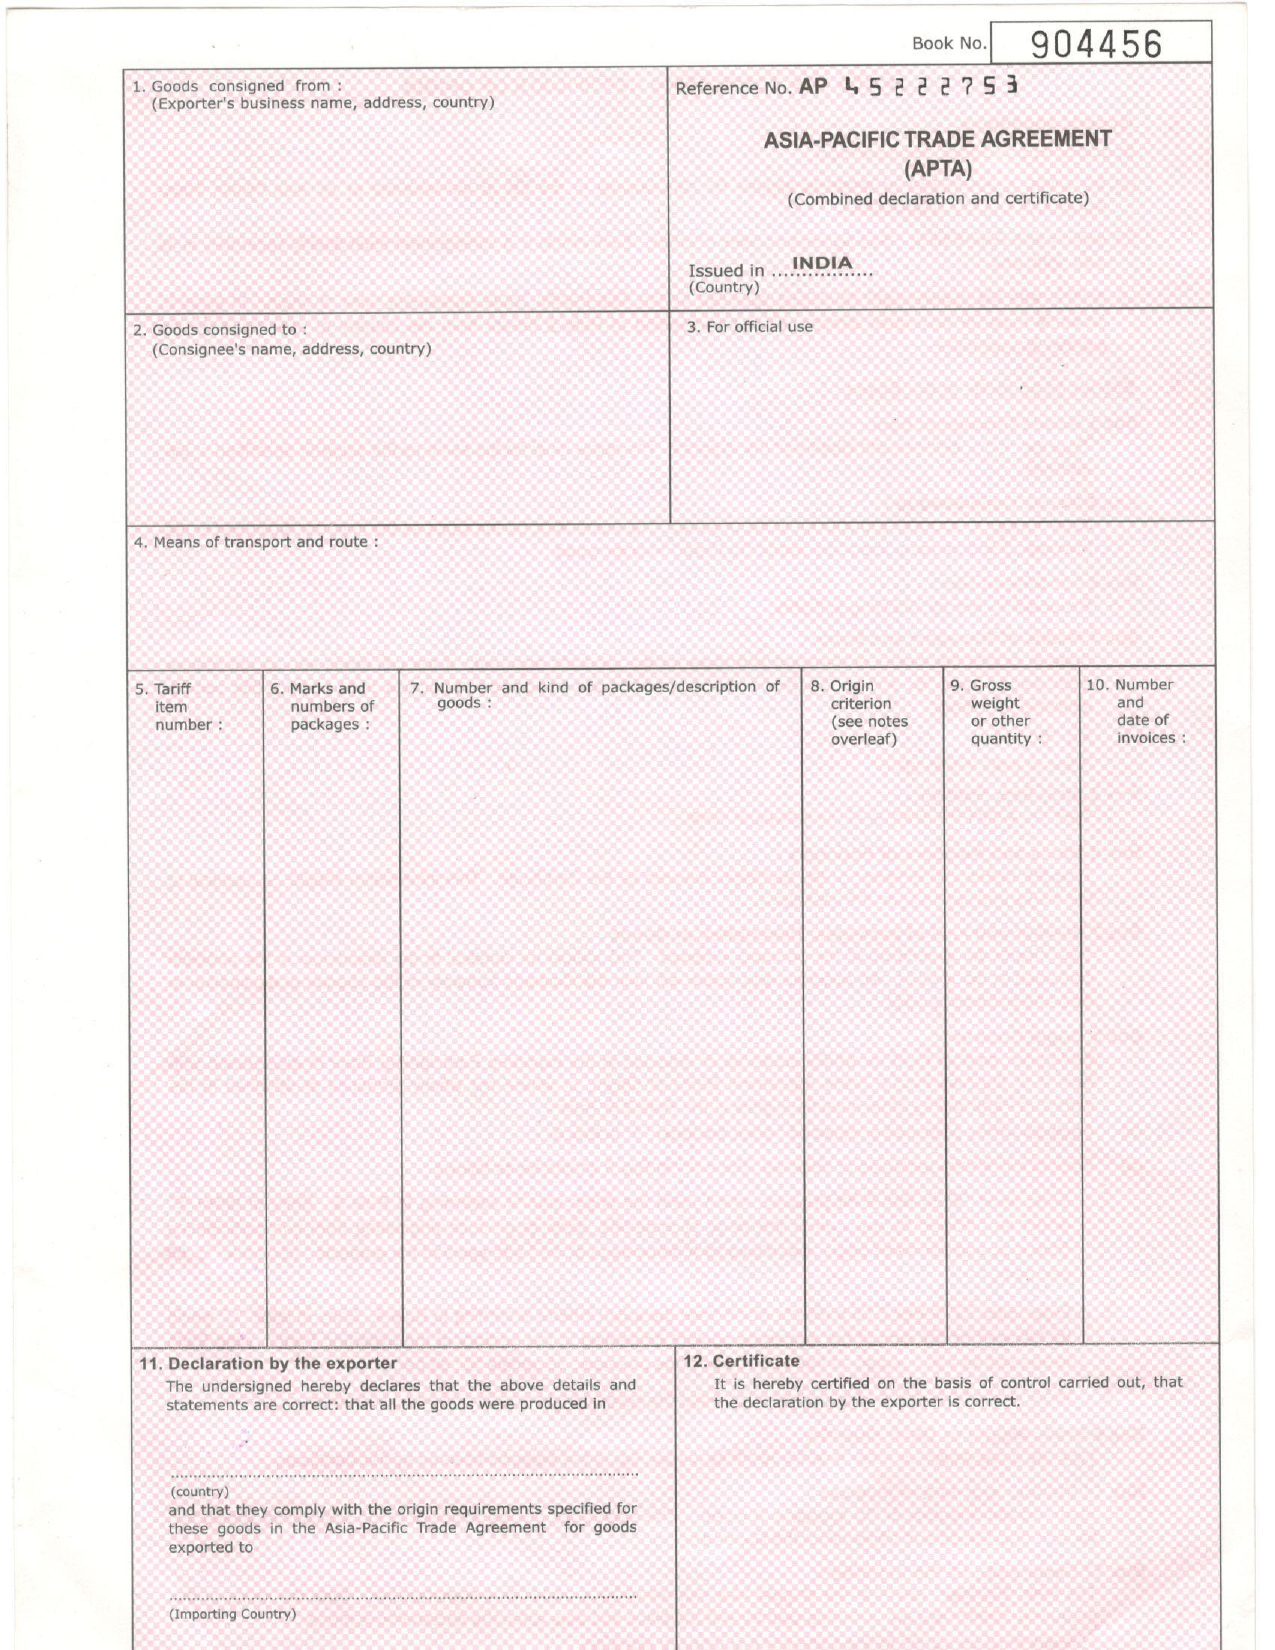 Book No. 904456
1. Goods consigned from :
(Exporter's business name, address, country)
Reference No. AP 45222753
ASIA-PACIFIC TRADE AGREEMENT
(APTA)
(Combined declaration and certificate)
Issued in ....INDIA....
(Country)
2. Goods consigned to :
(Consignee's name, address, country)
3. For official use
4. Means of transport and route :
5. Tariff
item
number :
6. Marks and
numbers of
packages :
7. Number and kind of packages/description of
goods :
8. Origin
criterion
(see notes
overleaf)
9. Gross
weight
or other
quantity :
10. Number
and
date of
invoices :
11. Declaration by the exporter
The undersigned hereby declares that the above details and
statements are correct: that all the goods were produced in
(country)
and that they comply with the origin requirements specified for
these goods in the Asia-Pacific Trade Agreement for goods
exported to
(Importing Country)
12. Certificate
It is hereby certified on the basis of control carried out, that
the declaration by the exporter is correct.